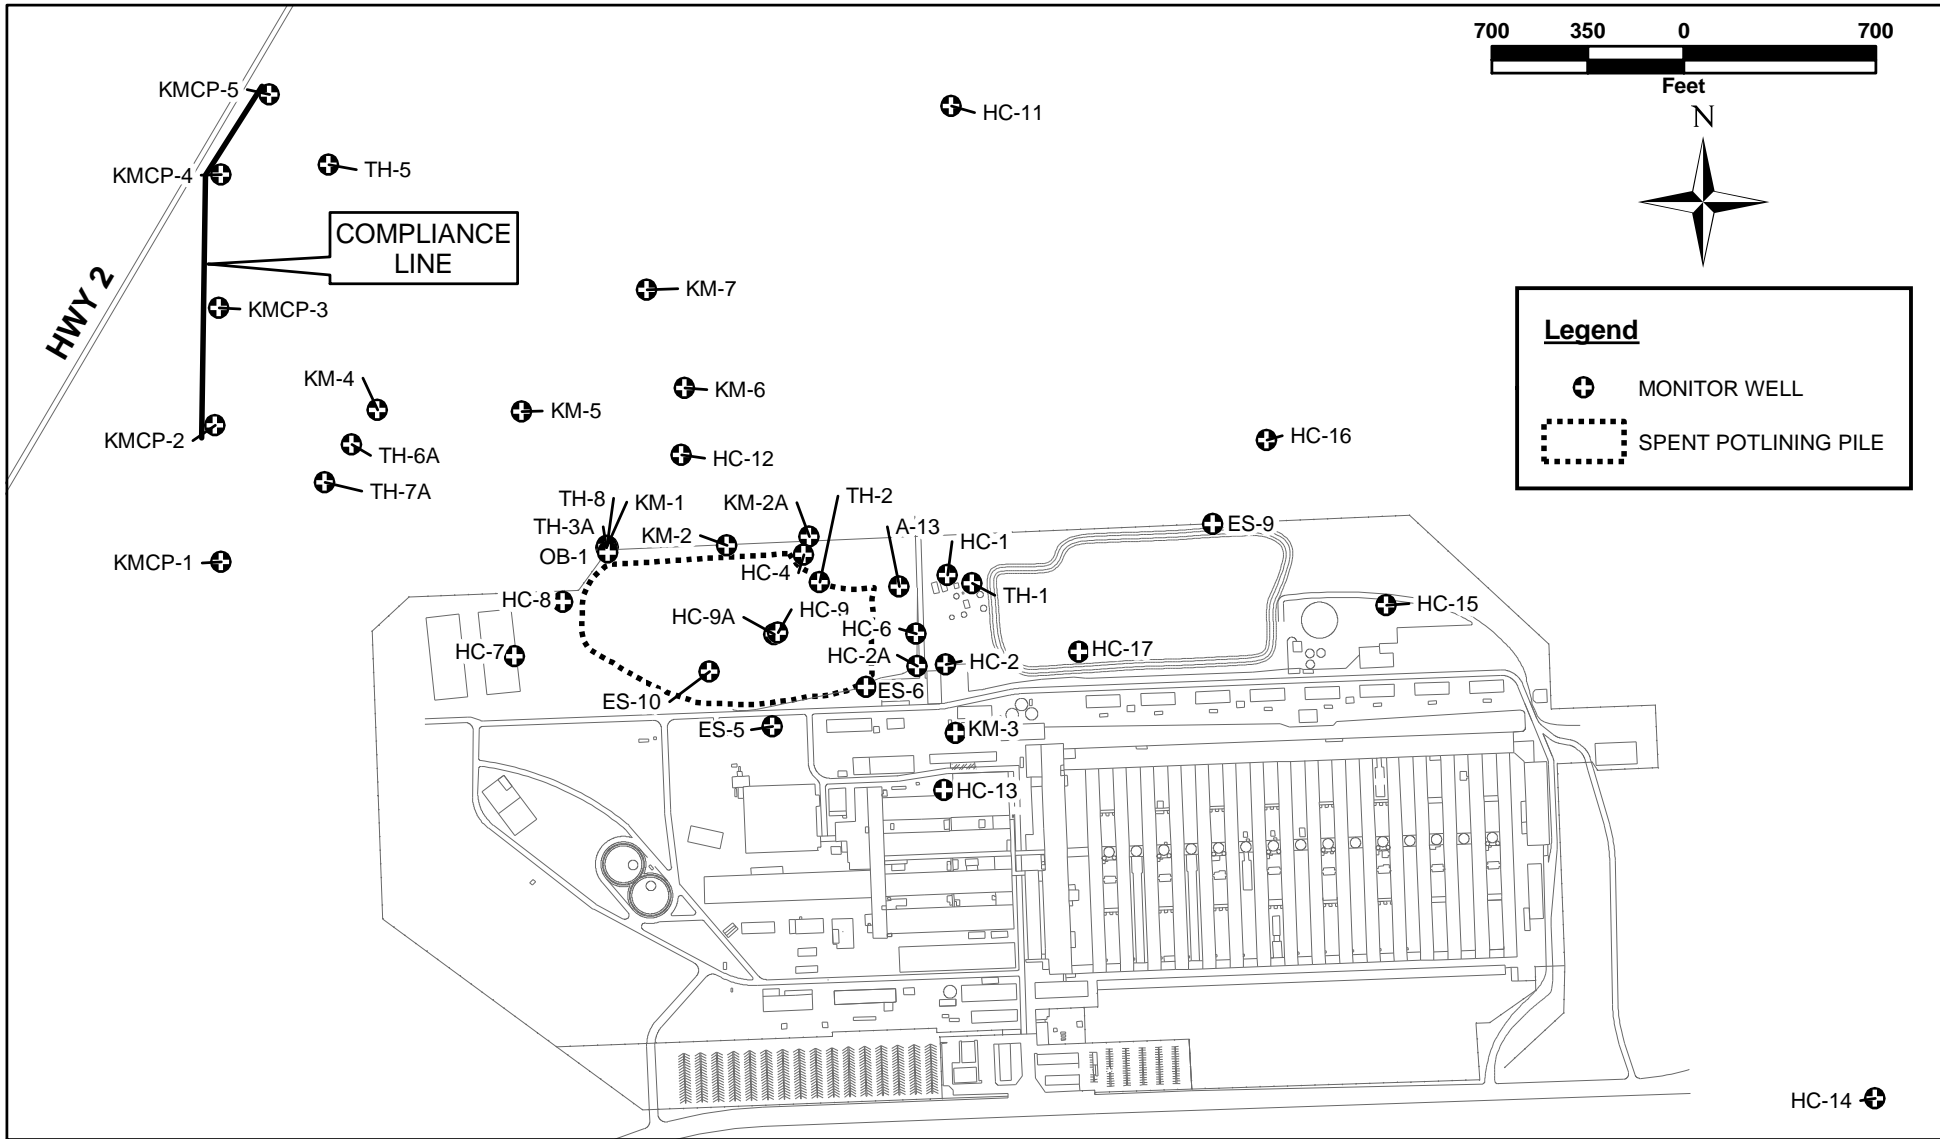 700 350 0 700
Feet
N
KMCP-5
HC-11
KMCP-4
TH-5
COMPLIANCE
LINE
HWY 2
KM-7
KMCP-3
Legend
MONITOR WELL
SPENT POTLINING PILE
KM-4
KM-6
KM-5
KMCP-2
HC-16
TH-6A
HC-12
TH-7A
TH-8
KM-1
KM-2A
TH-2
TH-3A
A-13
ES-9
KM-2
HC-1
OB-1
KMCP-1
HC-4
HC-8
TH-1
HC-15
HC-9A
HC-9
HC-6
HC-7
HC-2A
HC-2
HC-17
ES-10
ES-6
ES-5
KM-3
HC-13
HC-14